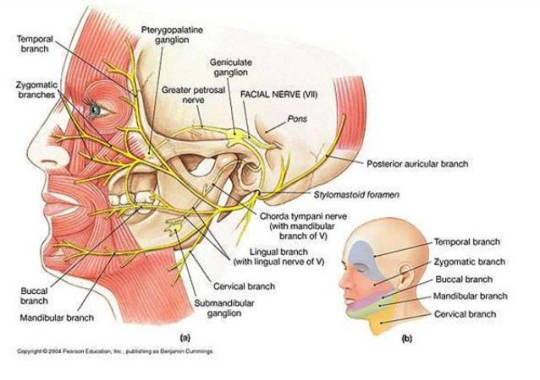 Temporal
branch
Pterygopalatine
ganglion
Zygomatic
branches
Geniculate
ganglion
Greater petrosal
nerve
FACIAL NERVE (VII)
Pons
Posterior auricular branch
Stylomastoid foramen
Chorda tympani nerve
(with mandibular
branch of V)
Lingual branch
(with lingual nerve of V)
Cervical branch
Submandibular
ganglion
Buccal
branch
Mandibular branch
(a)
Temporal branch
Zygomatic branch
Buccal branch
Mandibular branch
Cervical branch
(b)
Copyright © 2004 Pearson Education, Inc., publishing as Benjamin Cummings